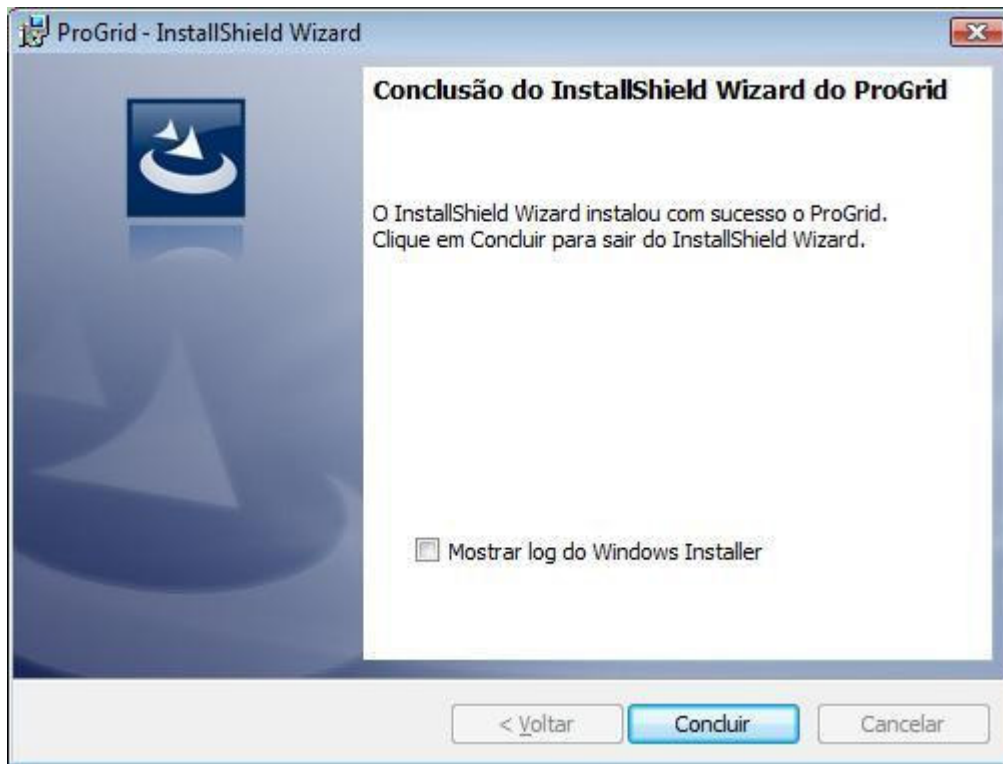 ProGrid - InstallShield Wizard
Conclusão do InstallShield Wizard do ProGrid
O InstallShield Wizard instalou com sucesso o ProGrid.
Clique em Concluir para sair do InstallShield Wizard.
Mostrar log do Windows Installer
< Voltar
Concluir
Cancelar